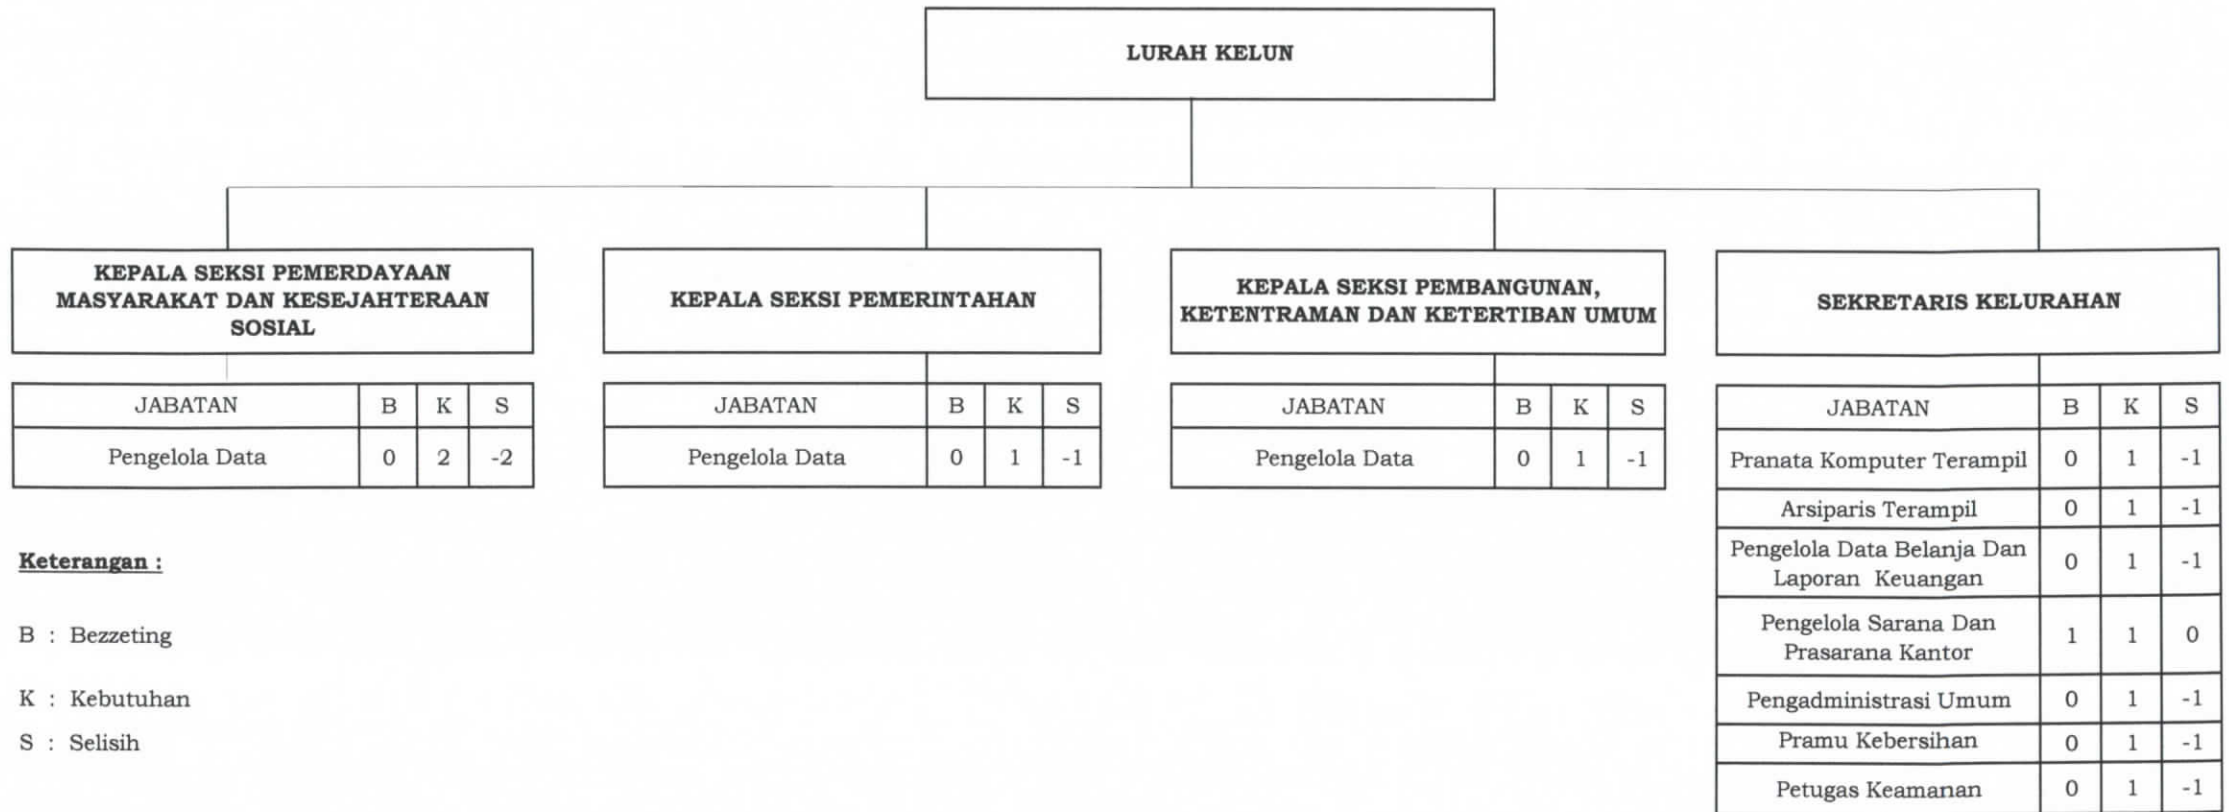 LURAH KELUN
KEPALA SEKSI PEMERDAYAAN
MASYARAKAT DAN KESEJAHTERAAN
SOSIAL
JABATAN B K S
Pengelola Data 0 2 -2
KEPALA SEKSI PEMERINTAHAN
JABATAN B K S
Pengelola Data 0 1 -1
KEPALA SEKSI PEMBANGUNAN,
KETENTRAMAN DAN KETERTIBAN UMUM
JABATAN B K S
Pengelola Data 0 1 -1
SEKRETARIS KELURAHAN
JABATAN B K S
Pranata Komputer Terampil 0 1 -1
Arsiparis Terampil 0 1 -1
Pengelola Data Belanja Dan
Laporan Keuangan 0 1 -1
Pengelola Sarana Dan
Prasarana Kantor 1 1 0
Pengadministrasi Umum 0 1 -1
Pramu Kebersihan 0 1 -1
Petugas Keamanan 0 1 -1
Keterangan :
B : Bezzeting
K : Kebutuhan
S : Selisih